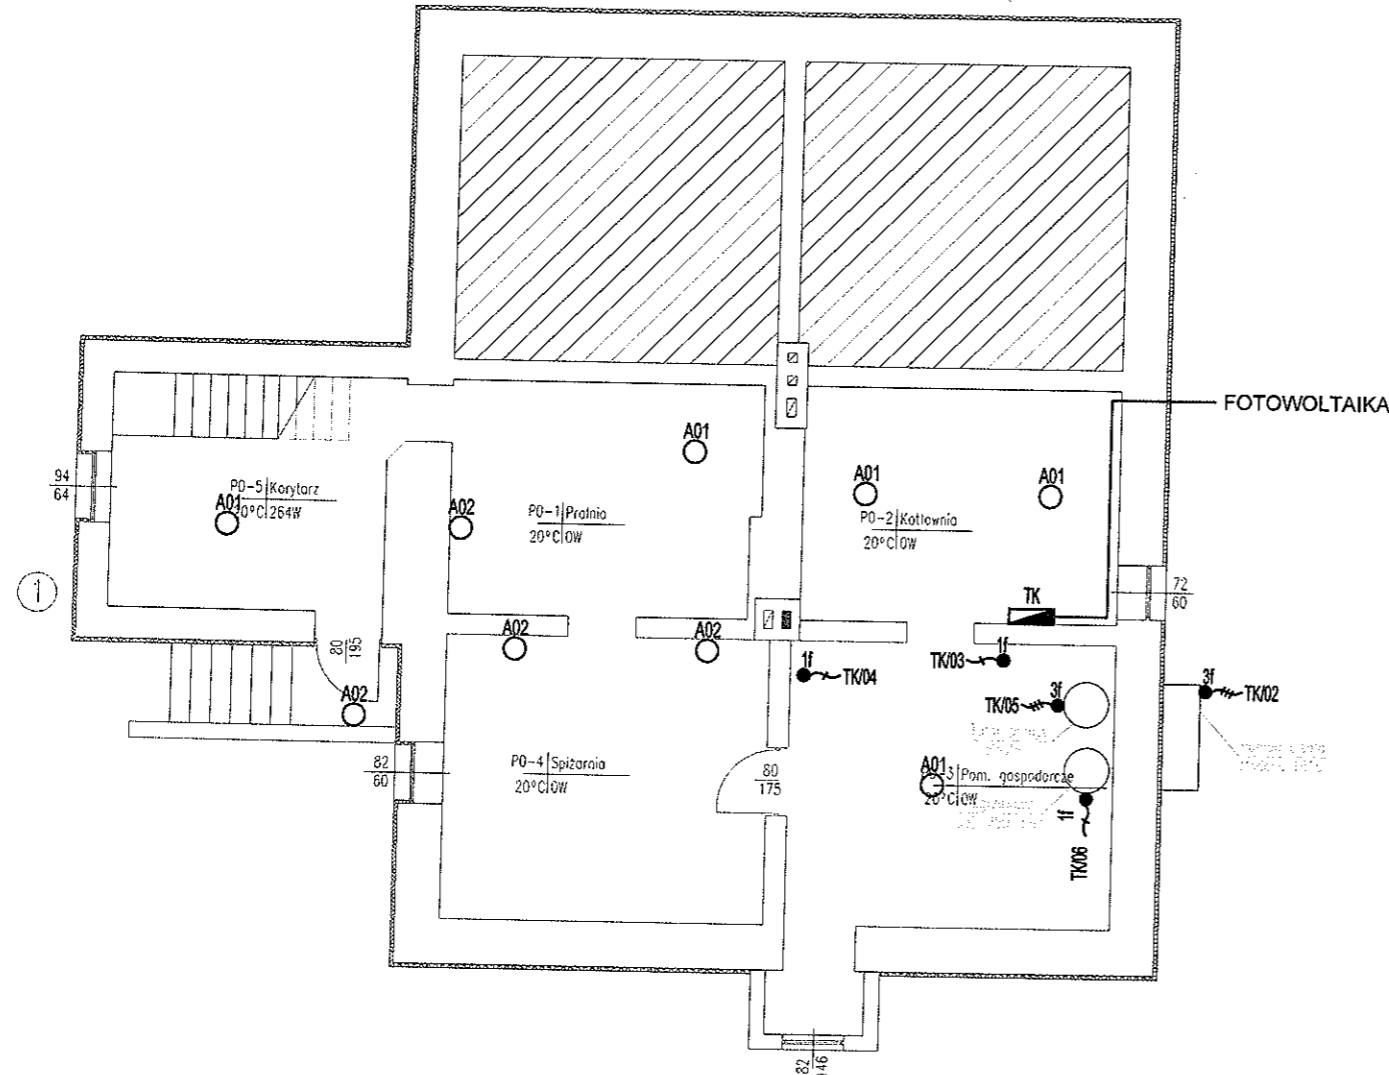 FOTOWOLTAIKA
A01
A01
A01
94
64
PO-5 Korytarz
264W
A01
A02
PO-1 Pralnia
20°C 0W
PO-2 Kotłownia
20°C 0W
1
TK
72
60
A02
A02
80
195
1f
TK/04
TK/03
1f
A02
TK/05
3f
3f
TK/02
82
60
PO-4 Spiżarnia
20°C 0W
80
175
A01
3 Pom. gospodarcze
20°C 0W
1f
TK/06
82